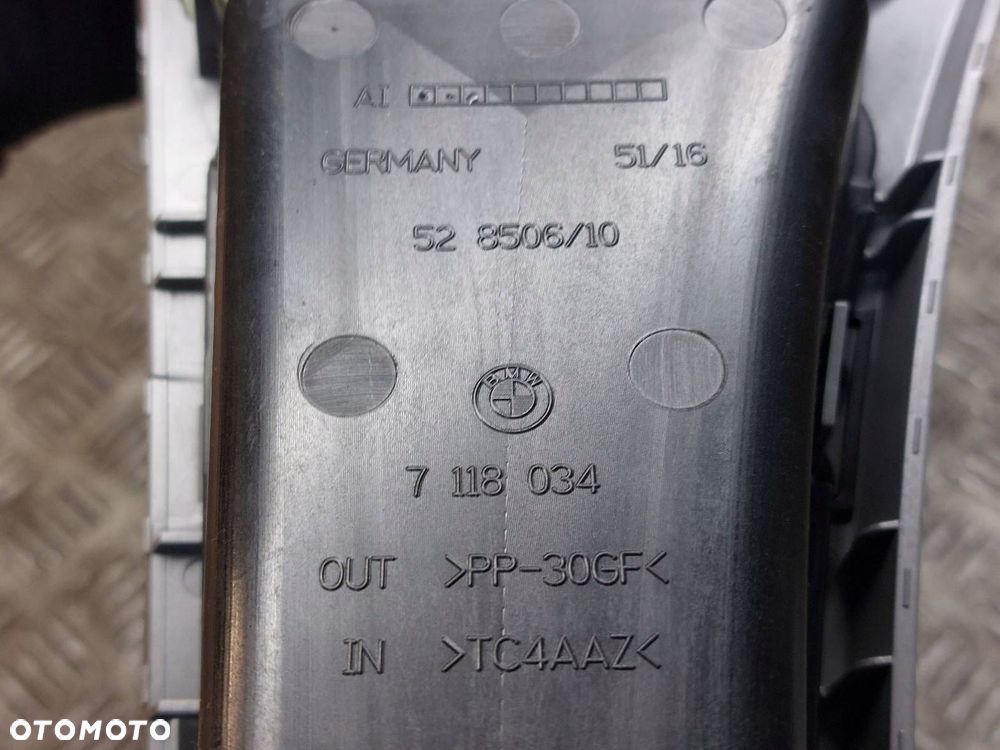 AI
GERMANY 51/16
52 8506/10
BMW
7 118 034
OUT >PP-30GF<
IN >TC4AAZ<
OTOMOTO